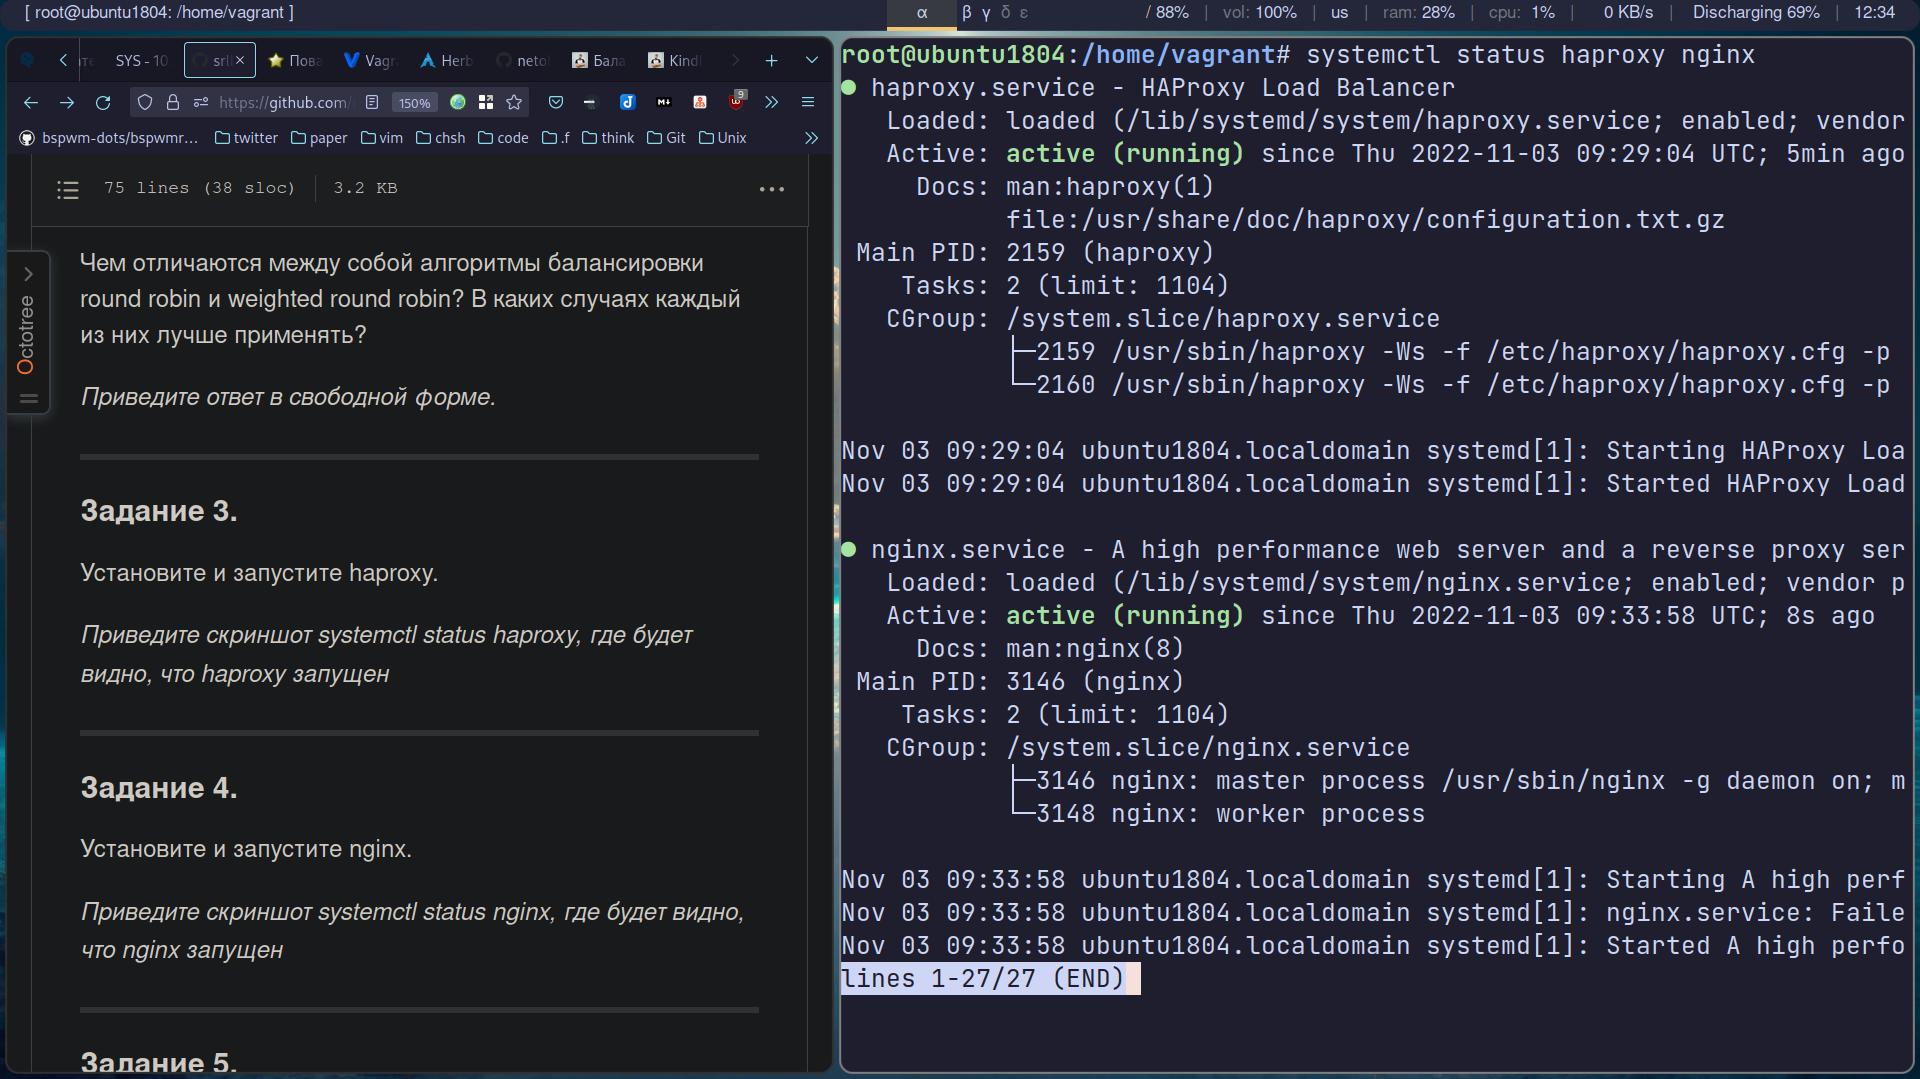 [ root@ubuntu1804: /home/vagrant ]
α β γ δ ε
/ 88% | vol: 100% | us | ram: 28% | cpu: 1% | 0 KB/s | Discharging 69% | 12:34
SYS - 10 Пова Vagr Herb neto Бала Kindl
https://github.com/ 150% 9
bspwm-dots/bspwmr... twitter paper vim chsh code .f think Git Unix
75 lines (38 sloc) 3.2 KB
Octotree
Чем отличаются между собой алгоритмы балансировки
round robin и weighted round robin? В каких случаях каждый
из них лучше применять?
Приведите ответ в свободной форме.
Задание 3.
Установите и запустите haproxy.
Приведите скриншот systemctl status haproxy, где будет
видно, что haproxy запущен
Задание 4.
Установите и запустите nginx.
Приведите скриншот systemctl status nginx, где будет видно,
что nginx запущен
Задание 5.
root@ubuntu1804:/home/vagrant# systemctl status haproxy nginx
● haproxy.service - HAProxy Load Balancer
Loaded: loaded (/lib/systemd/system/haproxy.service; enabled; vendor
Active: active (running) since Thu 2022-11-03 09:29:04 UTC; 5min ago
Docs: man:haproxy(1)
file:/usr/share/doc/haproxy/configuration.txt.gz
Main PID: 2159 (haproxy)
Tasks: 2 (limit: 1104)
CGroup: /system.slice/haproxy.service
├─2159 /usr/sbin/haproxy -Ws -f /etc/haproxy/haproxy.cfg -p
└─2160 /usr/sbin/haproxy -Ws -f /etc/haproxy/haproxy.cfg -p
Nov 03 09:29:04 ubuntu1804.localdomain systemd[1]: Starting HAProxy Loa
Nov 03 09:29:04 ubuntu1804.localdomain systemd[1]: Started HAProxy Load
● nginx.service - A high performance web server and a reverse proxy ser
Loaded: loaded (/lib/systemd/system/nginx.service; enabled; vendor p
Active: active (running) since Thu 2022-11-03 09:33:58 UTC; 8s ago
Docs: man:nginx(8)
Main PID: 3146 (nginx)
Tasks: 2 (limit: 1104)
CGroup: /system.slice/nginx.service
├─3146 nginx: master process /usr/sbin/nginx -g daemon on; m
└─3148 nginx: worker process
Nov 03 09:33:58 ubuntu1804.localdomain systemd[1]: Starting A high perf
Nov 03 09:33:58 ubuntu1804.localdomain systemd[1]: nginx.service: Faile
Nov 03 09:33:58 ubuntu1804.localdomain systemd[1]: Started A high perfo
lines 1-27/27 (END)